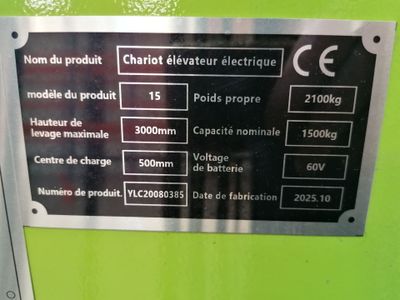 Nom du produit Chariot élévateur électrique CE
modèle du produit 15 Poids propre 2100kg
Hauteur de levage maximale 3000mm Capacité nominale 1500kg
Centre de charge 500mm Voltage de batterie 60V
Numéro de produit. YLC20080385 Date de fabrication 2025.10